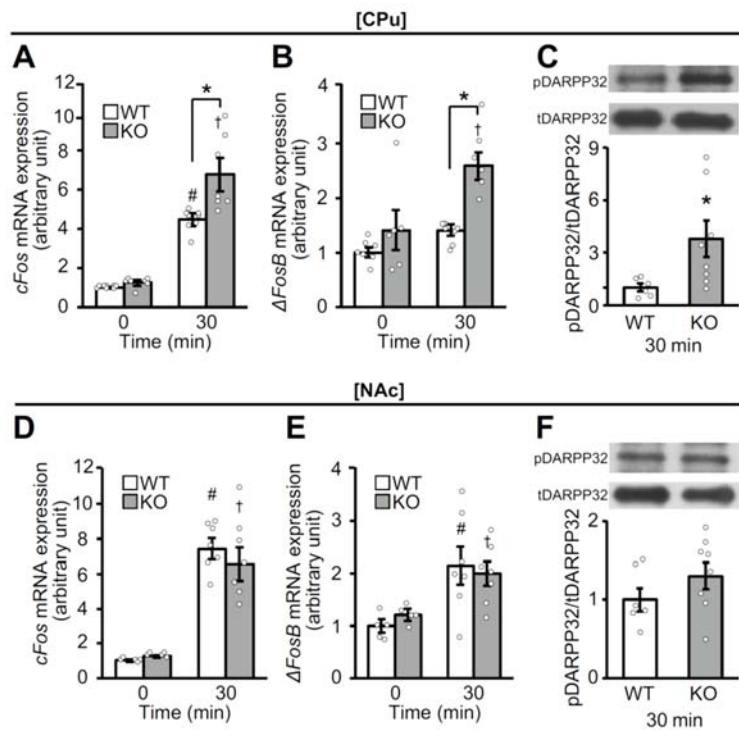 [CPu]
A
cFos mRNA expression
(arbitrary unit)
12
10
8
6
4
2
0
WT
KO
*
#
†
0
30
Time (min)
B
ΔFosB mRNA expression
(arbitrary unit)
4
3
2
1
0
WT
KO
*
†
0
30
Time (min)
C
pDARPP32
tDARPP32
pDARPP32/tDARPP32
9
6
3
0
*
WT
KO
30 min
[NAc]
D
cFos mRNA expression
(arbitrary unit)
12
10
8
6
4
2
0
WT
KO
#
†
0
30
Time (min)
E
ΔFosB mRNA expression
(arbitrary unit)
4
3
2
1
0
WT
KO
#
†
0
30
Time (min)
F
pDARPP32
tDARPP32
pDARPP32/tDARPP32
2
1
0
WT
KO
30 min